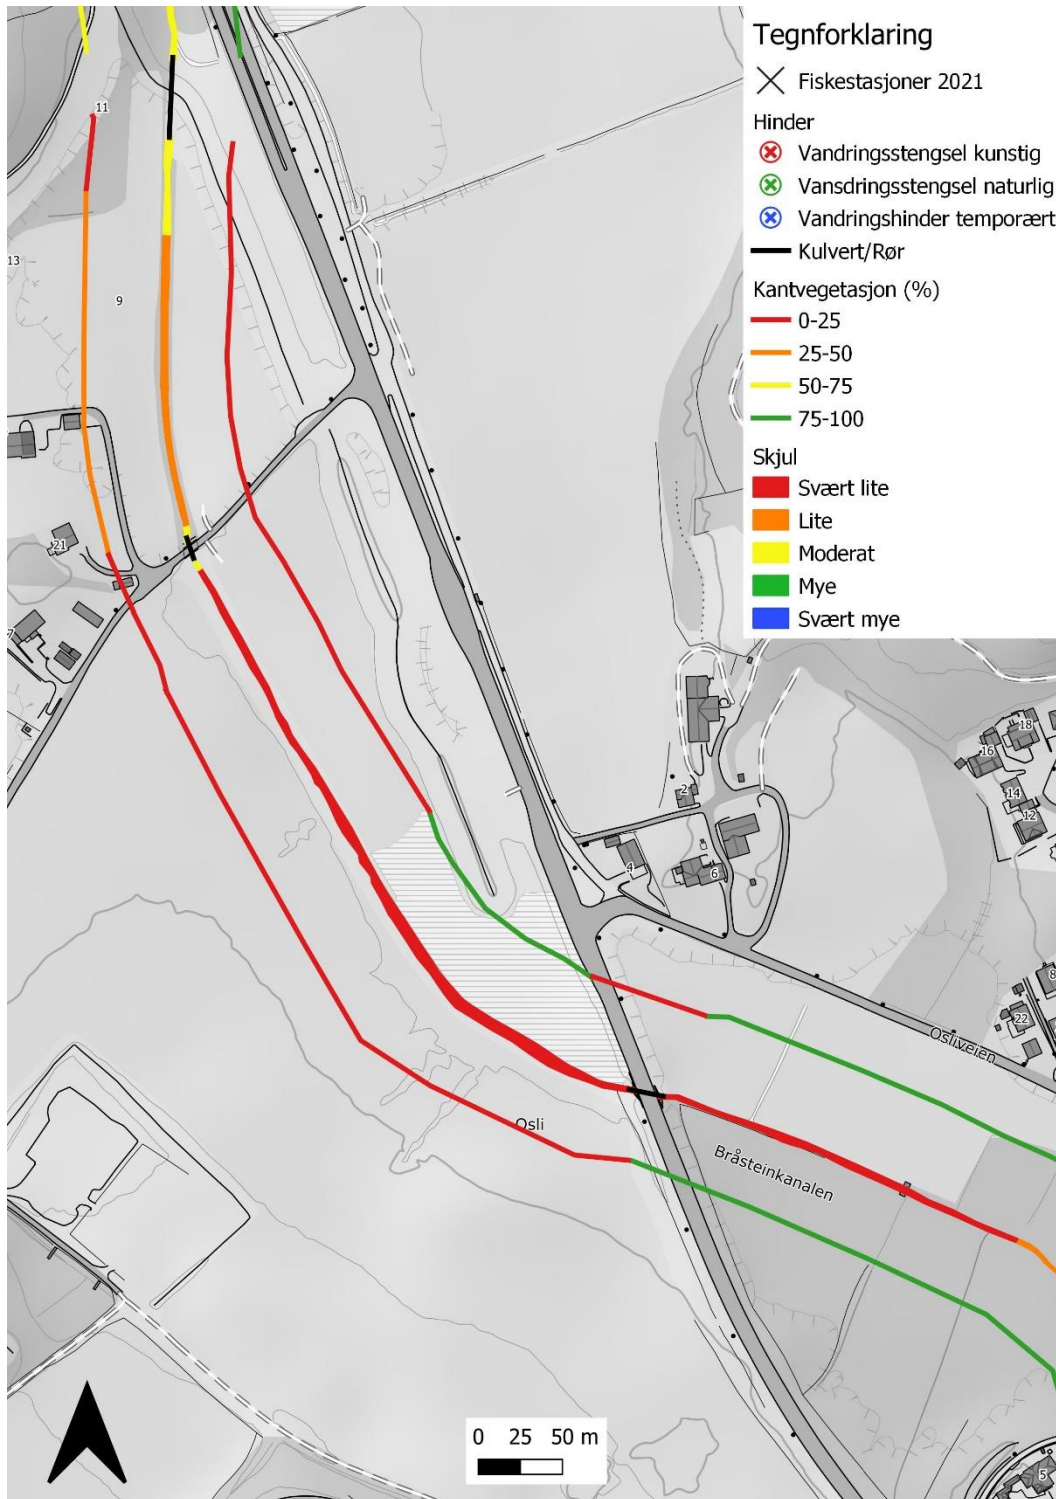 Tegnforklaring
Fiskestasjoner 2021
Hinder
Vandringsstengsel kunstig
Vansdringsstengsel naturlig
Vandringshinder temporært
Kulvert/Rør
Kantvegetasjon (%)
0-25
25-50
50-75
75-100
Skjul
Svært lite
Lite
Moderat
Mye
Svært mye
11
13
9
21
7
2
4
6
18
16
14
12
8
22
Osliveien
Osli
Bråsteinkanalen
0 25 50 m
5